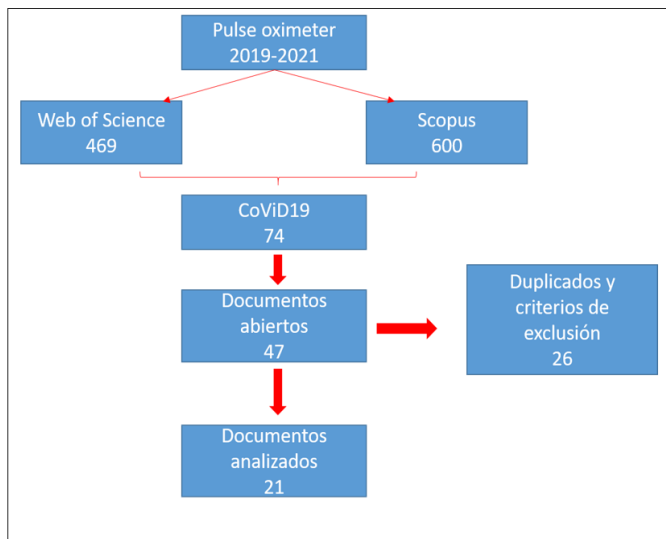 Pulse oximeter
2019-2021
Web of Science
469
Scopus
600
CoViD19
74
Documentos
abiertos
47
Duplicados y
criterios de
exclusión
26
Documentos
analizados
21